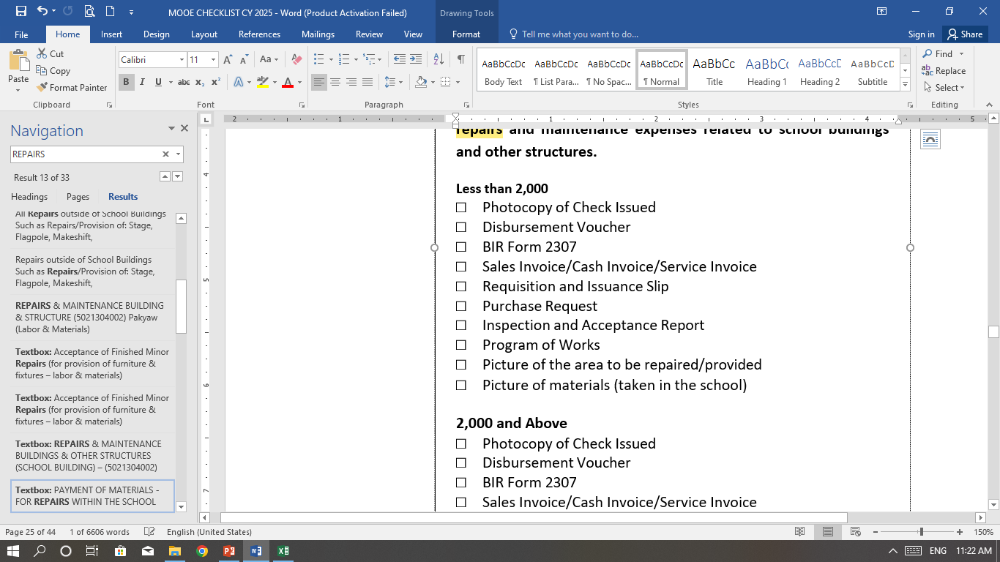 MOOE CHECKLIST CY 2025 - Word (Product Activation Failed)
Drawing Tools
File
Home
Insert
Design
Layout
References
Mailings
Review
View
Format
Tell me what you want to do...
Sign in
Share
Paste
Cut
Copy
Format Painter
Clipboard
Calibri
11
Font
Paragraph
AaBbCcDc
Body Text
AaBbCcDc
¶ List Para...
AaBbCcDc
¶ No Spac...
AaBbCcDc
¶ Normal
AaBbCc
Title
AaBbCc
Heading 1
AaBbCcD
Heading 2
AaBbCcD
Subtitle
Styles
Find
Replace
Select
Editing
Navigation
REPAIRS
Result 13 of 33
Headings
Pages
Results
All Repairs outside of School Buildings
Such as Repairs/Provision of: Stage,
Flagpole, Makeshift,
Repairs outside of School Buildings
Such as Repairs/Provision of: Stage,
Flagpole, Makeshift,
REPAIRS & MAINTENANCE BUILDING
& STRUCTURE (5021304002) Pakyaw
(Labor & Materials)
Textbox: Acceptance of Finished Minor
Repairs (for provision of furniture &
fixtures – labor & materials)
Textbox: Acceptance of Finished Minor
Repairs (for provision of furniture &
fixtures – labor & materials)
Textbox: REPAIRS & MAINTENANCE
BUILDINGS & OTHER STRUCTURES
(SCHOOL BUILDING) – (5021304002)
Textbox: PAYMENT OF MATERIALS -
FOR REPAIRS WITHIN THE SCHOOL
repairs and maintenance expenses related to school buildings
and other structures.
Less than 2,000
☐ Photocopy of Check Issued
☐ Disbursement Voucher
☐ BIR Form 2307
☐ Sales Invoice/Cash Invoice/Service Invoice
☐ Requisition and Issuance Slip
☐ Purchase Request
☐ Inspection and Acceptance Report
☐ Program of Works
☐ Picture of the area to be repaired/provided
☐ Picture of materials (taken in the school)
2,000 and Above
☐ Photocopy of Check Issued
☐ Disbursement Voucher
☐ BIR Form 2307
☐ Sales Invoice/Cash Invoice/Service Invoice
Page 25 of 44
1 of 6606 words
English (United States)
150%
ENG
11:22 AM